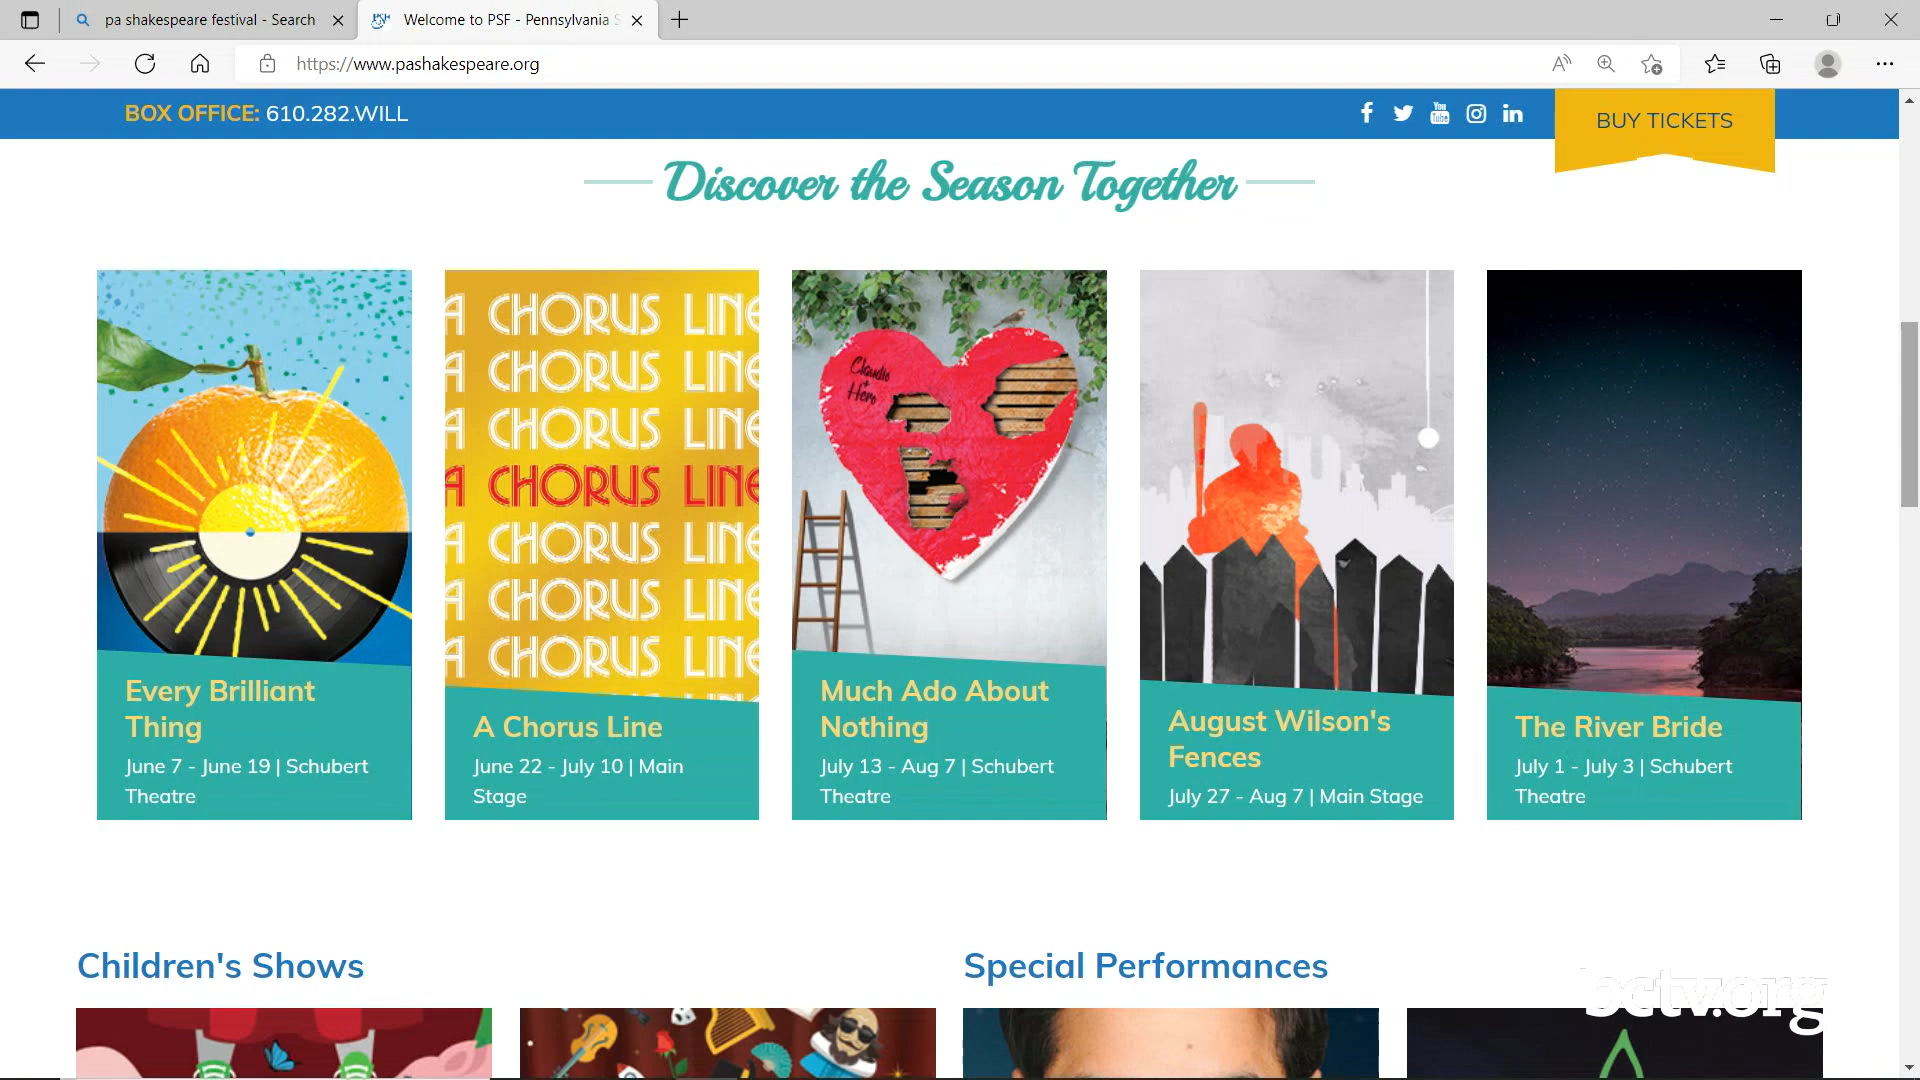 pa shakespeare festival - Search
Welcome to PSF - Pennsylvania S
https://www.pashakespeare.org
BOX OFFICE: 610.282.WILL
You
Tube
in
BUY TICKETS
Discover the Season Together
A CHORUS LINE
A CHORUS LINE
A CHORUS LINE
A CHORUS LINE
A CHORUS LINE
A CHORUS LINE
A CHORUS LINE
Claudio
+
Hero
Every Brilliant
Thing
June 7 - June 19 | Schubert
Theatre
A Chorus Line
June 22 - July 10 | Main
Stage
Much Ado About
Nothing
July 13 - Aug 7 | Schubert
Theatre
August Wilson's
Fences
July 27 - Aug 7 | Main Stage
The River Bride
July 1 - July 3 | Schubert
Theatre
Children's Shows
Special Performances
bctv.org